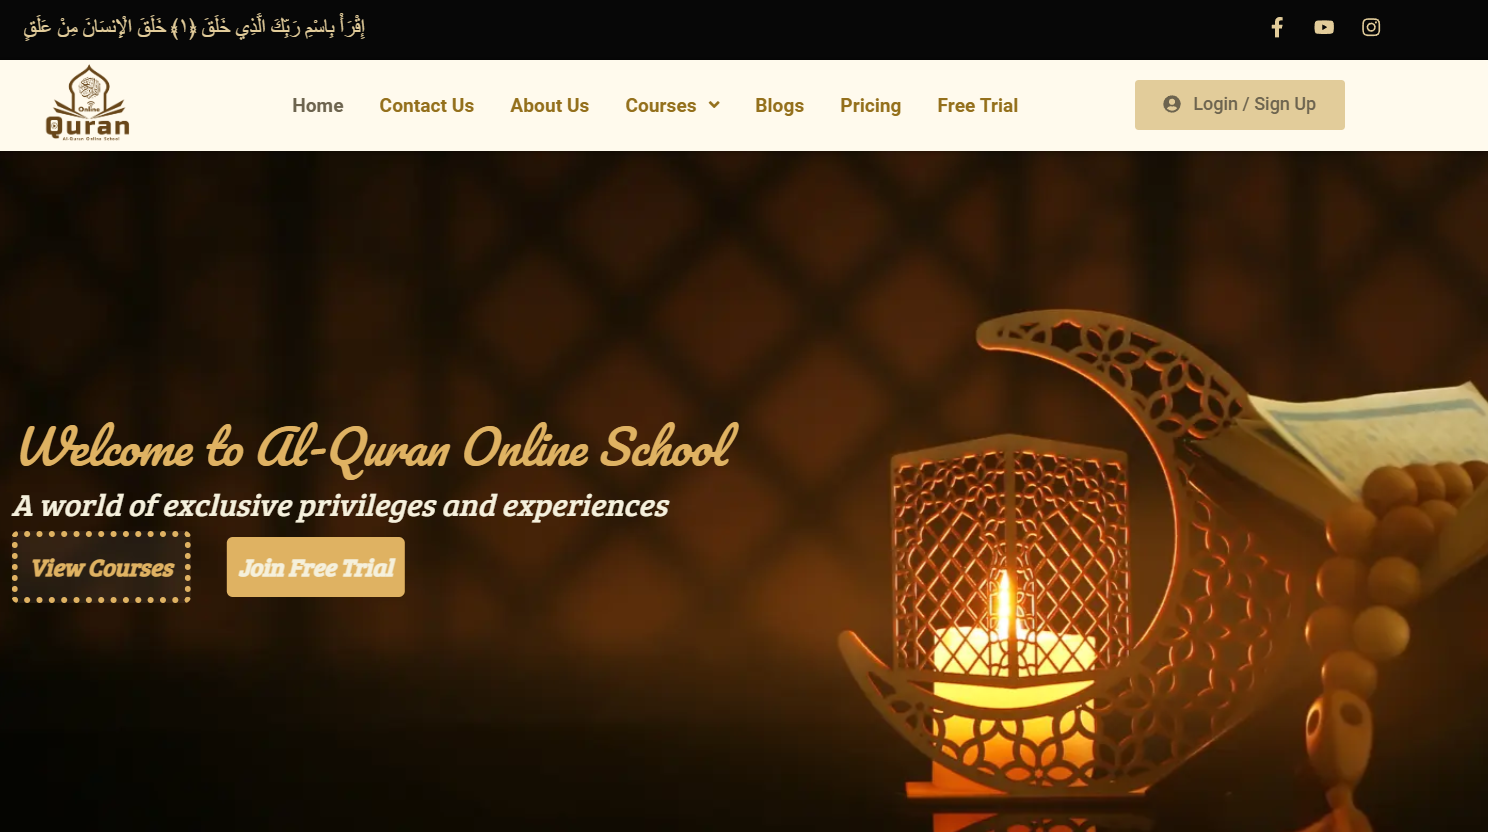 إِقْرَأْ بِاسْمِ رَبِّكَ الَّذِي خَلَقَ ﴿١﴾ خَلَقَ الْإِنسَانَ مِنْ عَلَقٍ
Online
Quran
Al-Quran Online School
Home
Contact Us
About Us
Courses
Blogs
Pricing
Free Trial
Login / Sign Up
Welcome to Al-Quran Online School
A world of exclusive privileges and experiences
View Courses
Join Free Trial